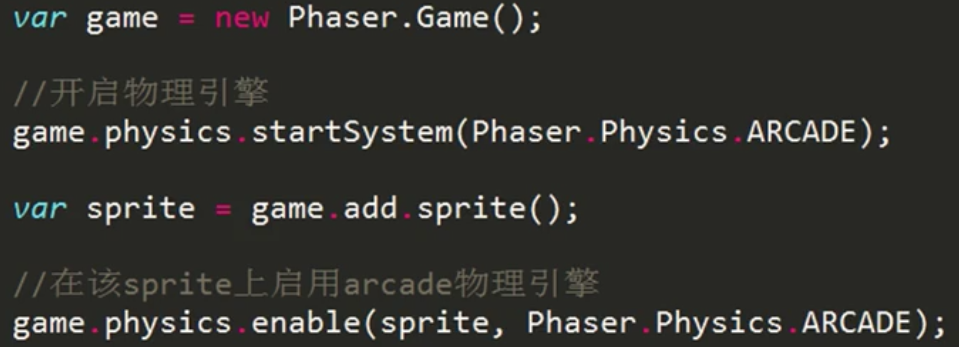 var game = new Phaser.Game();
//开启物理引擎
game.physics.startSystem(Phaser.Physics.ARCADE);
var sprite = game.add.sprite();
//在该sprite上启用arcade物理引擎
game.physics.enable(sprite, Phaser.Physics.ARCADE);